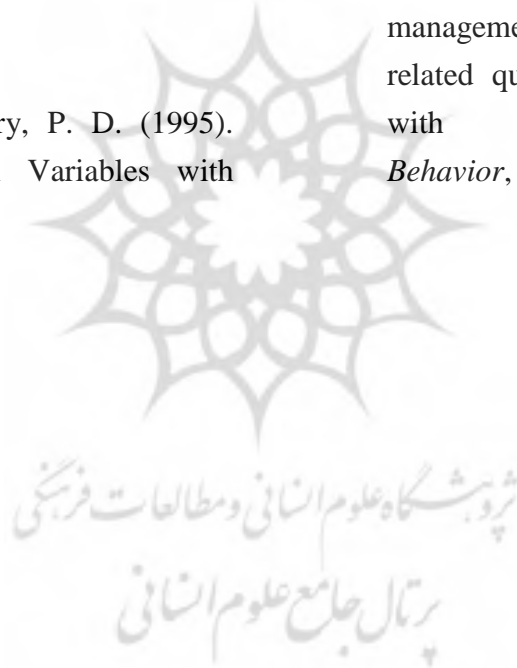 ry, P. D. (1995).
Variables with
manageme
related qu
with
Behavior,
پژوهشگاه علوم انسانی و مطالعات فرهنگی
پرتال جامع علوم انسانی